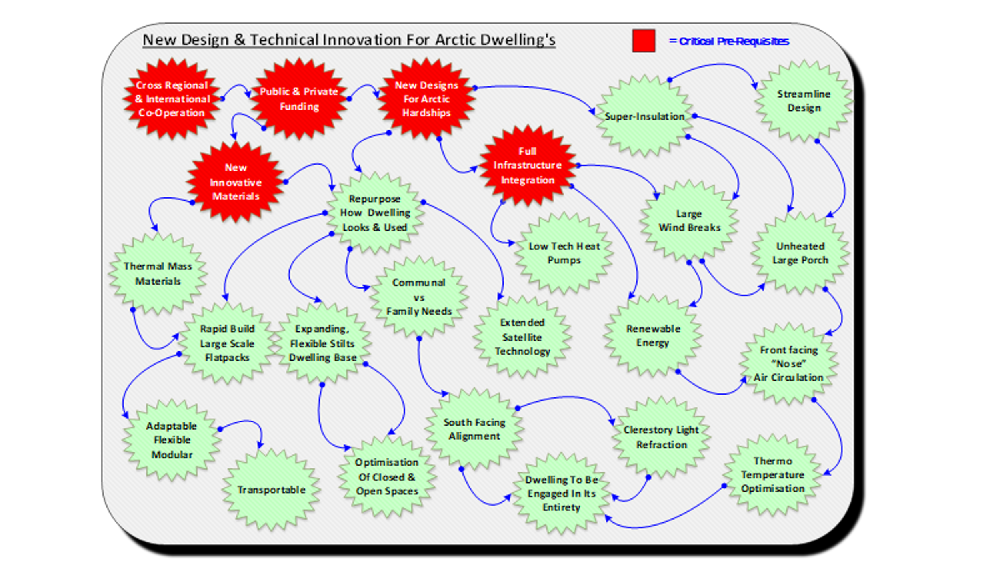 New Design & Technical Innovation For Arctic Dwelling's
= Critical Pre-Requisites
Cross Regional
& International
Co-Operation
Public & Private
Funding
New Designs
For Arctic
Hardships
Super-Insulation
Streamline
Design
New
Innovative
Materials
Full
Infrastructure
Integration
Repurpose
How Dwelling
Looks & Used
Large
Wind Breaks
Low Tech Heat
Pumps
Unheated
Large Porch
Thermal Mass
Materials
Communal
vs
Family Needs
Rapid Build
Large Scale
Flatpacks
Expanding,
Flexible Stilts
Dwelling Base
Extended
Satellite
Technology
Renewable
Energy
Front facing
“Nose”
Air Circulation
Adaptable
Flexible
Modular
South Facing
Alignment
Clerestory Light
Refraction
Transportable
Optimisation
Of Closed &
Open Spaces
Dwelling To Be
Engaged In Its
Entirety
Thermo
Temperature
Optimisation